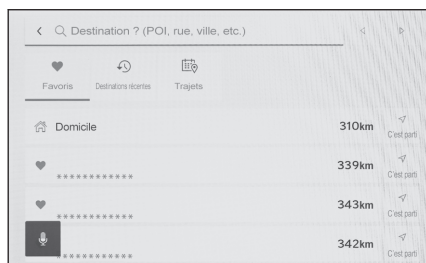 Destination ? (POI, rue, ville, etc.)
Favoris
Destinations récentes
Trajets
Domicile
310km
C'est parti
************
339km
C'est parti
************
343km
C'est parti
************
342km
C'est parti